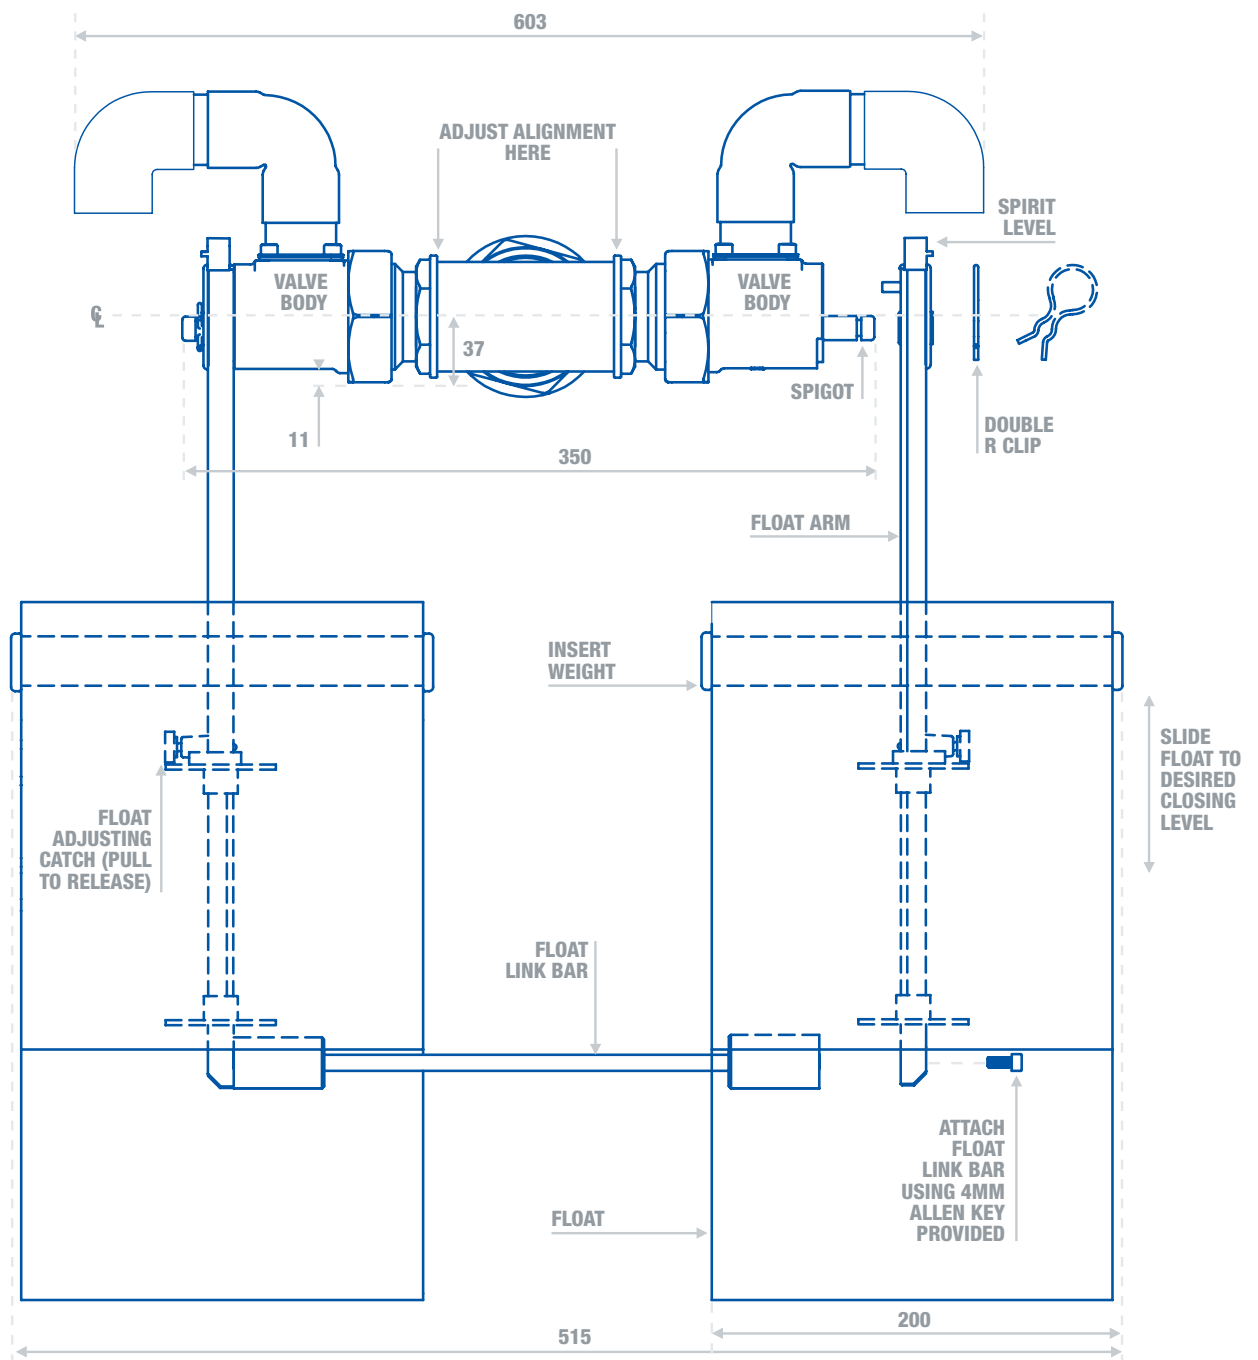 603
ADJUST ALIGNMENT
HERE
SPIRIT
LEVEL
VALVE
BODY
VALVE
BODY
℄
37
SPIGOT
11
DOUBLE
R CLIP
350
FLOAT ARM
INSERT
WEIGHT
SLIDE
FLOAT TO
DESIRED
CLOSING
LEVEL
FLOAT
ADJUSTING
CATCH (PULL
TO RELEASE)
FLOAT
LINK BAR
ATTACH
FLOAT
LINK BAR
USING 4MM
ALLEN KEY
PROVIDED
FLOAT
200
515